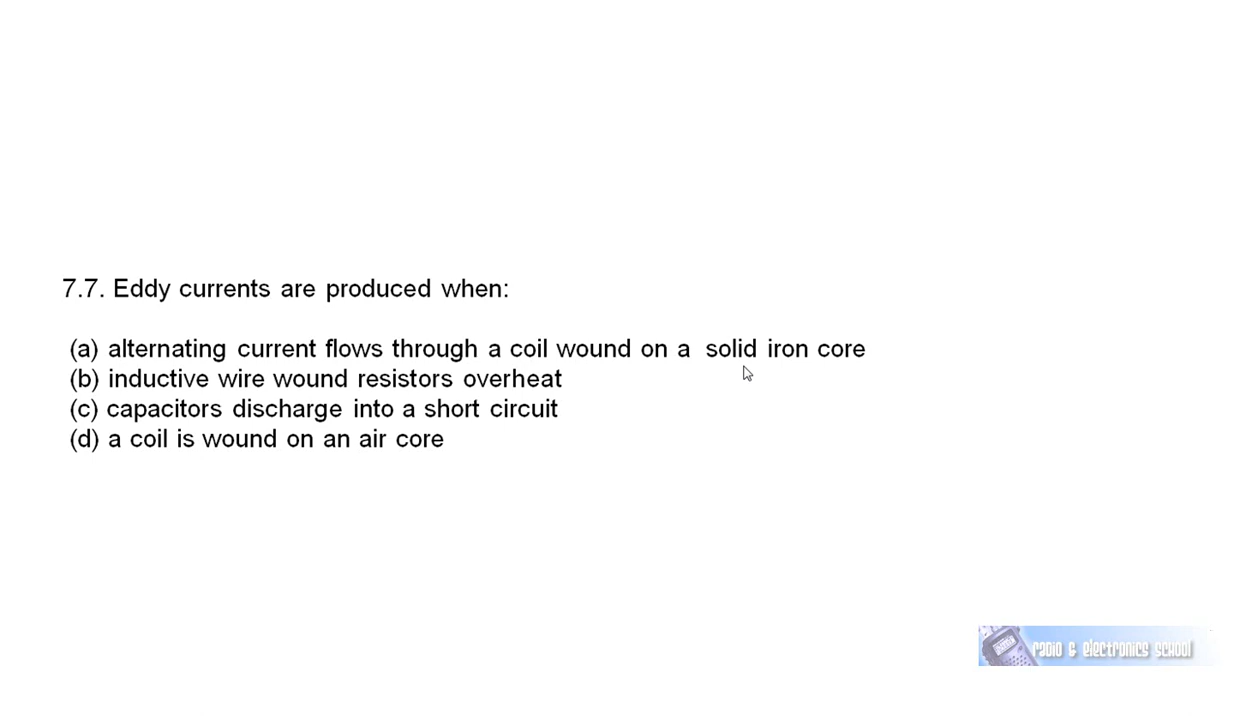 7.7. Eddy currents are produced when:
(a) alternating current flows through a coil wound on a solid iron core
(b) inductive wire wound resistors overheat
(c) capacitors discharge into a short circuit
(d) a coil is wound on an air core
radio & electronics school